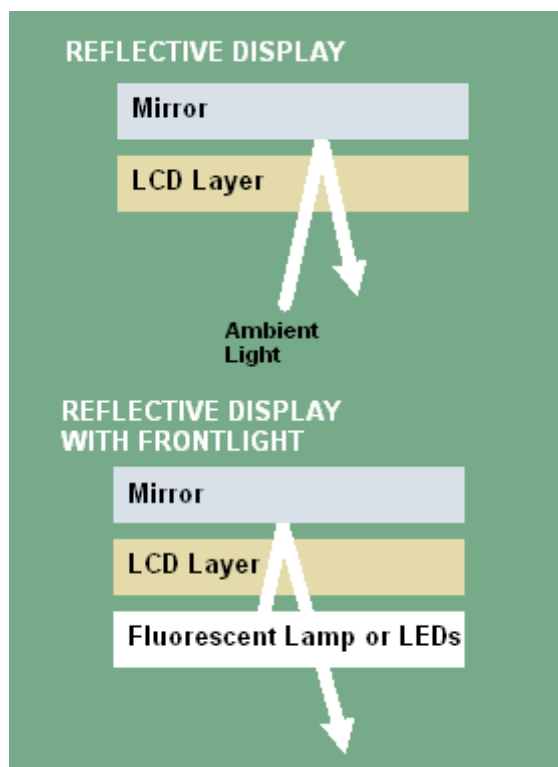 REFLECTIVE DISPLAY
Mirror
LCD Layer
Ambient
Light
REFLECTIVE DISPLAY
WITH FRONTLIGHT
Mirror
LCD Layer
Fluorescent Lamp or LEDs